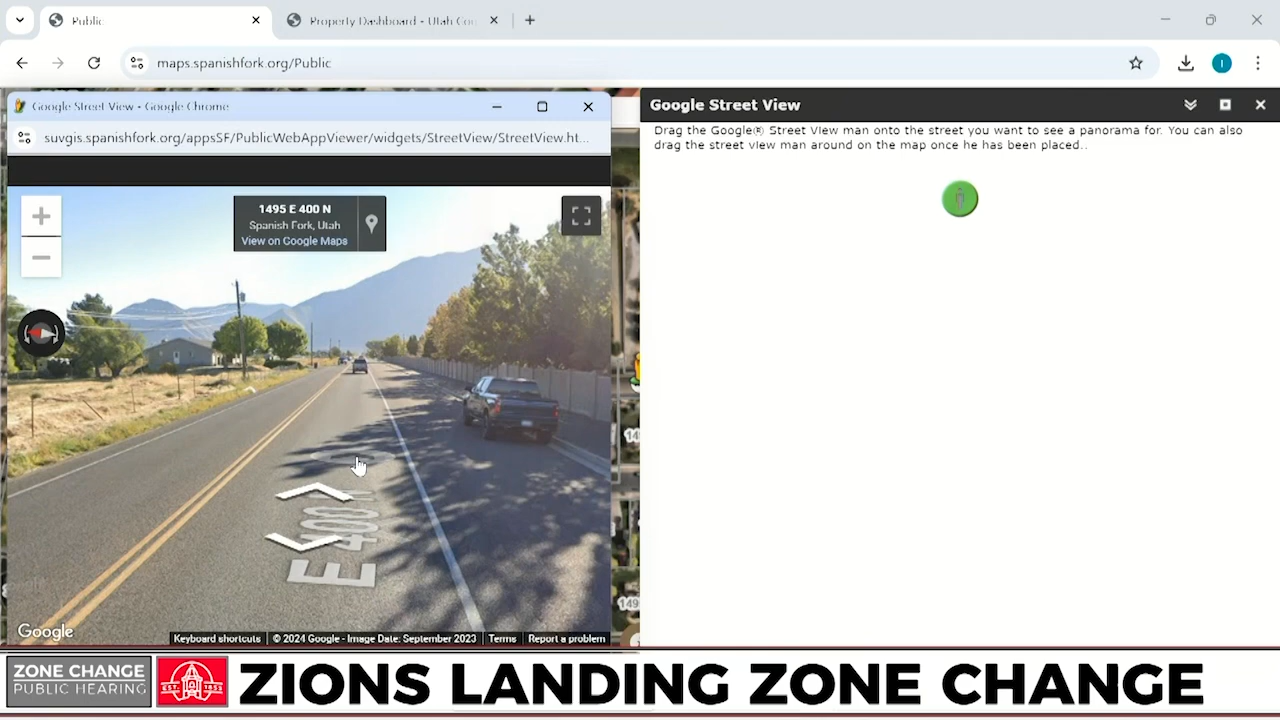 Public
Property Dashboard - Utah Cou
maps.spanishfork.org/Public
Google Street View - Google Chrome
suvgis.spanishfork.org/appsSF/PublicWebAppViewer/widgets/StreetView/StreetView.ht...
1495 E 400 N
Spanish Fork, Utah
View on Google Maps
E 400 N
Google
Keyboard shortcuts
© 2024 Google - Image Date: September 2023
Terms
Report a problem
Google Street View
Drag the Google® Street View man onto the street you want to see a panorama for. You can also
drag the street view man around on the map once he has been placed..
ZONE CHANGE
PUBLIC HEARING
EST. 1855
ZIONS LANDING ZONE CHANGE